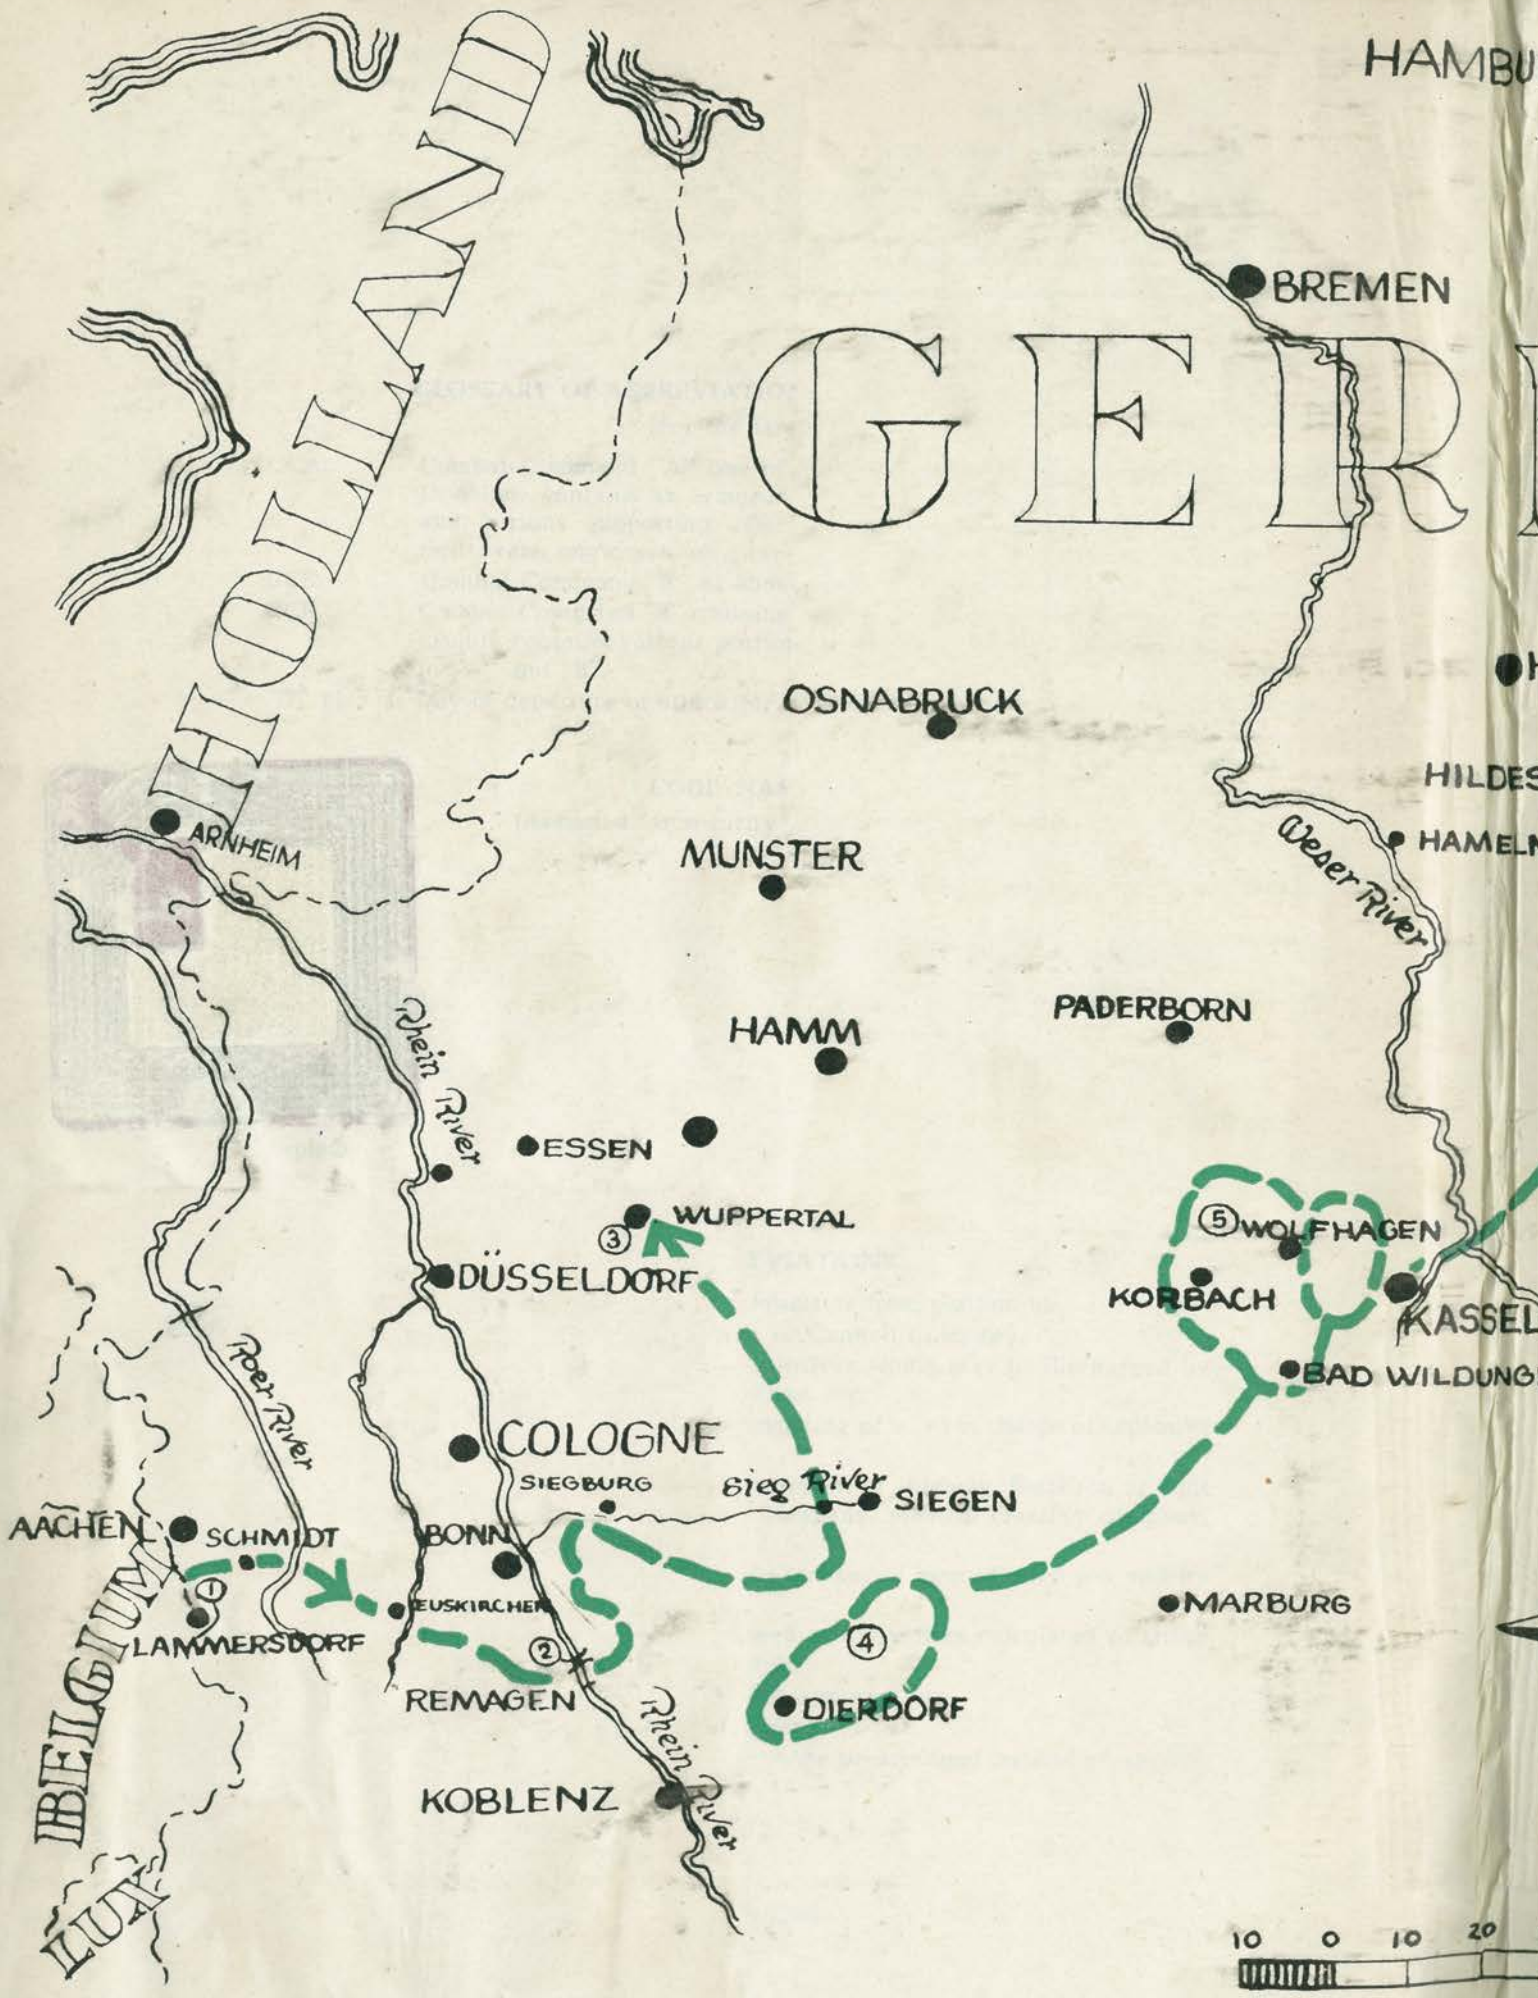 HOLLAND
HAMBU
BREMEN
GER
OSNABRUCK
H
HILDES
ARNHEIM
HAMELN
MUNSTER
Weser River
Rhein River
PADERBORN
HAMM
ESSEN
WUPPERTAL
3
5
WOLFHAGEN
DÜSSELDORF
KORBACH
KASSEL
Roer River
BAD WILDUNG
COLOGNE
SIEGBURG
Sieg River
SIEGEN
AACHEN
SCHMIDT
BONN
1
EUSKIRCHEN
MARBURG
LAMMERSDORF
2
4
BELGIUM
REMAGEN
DIERDORF
Rhein River
KOBLENZ
LUX
10 0 10 20